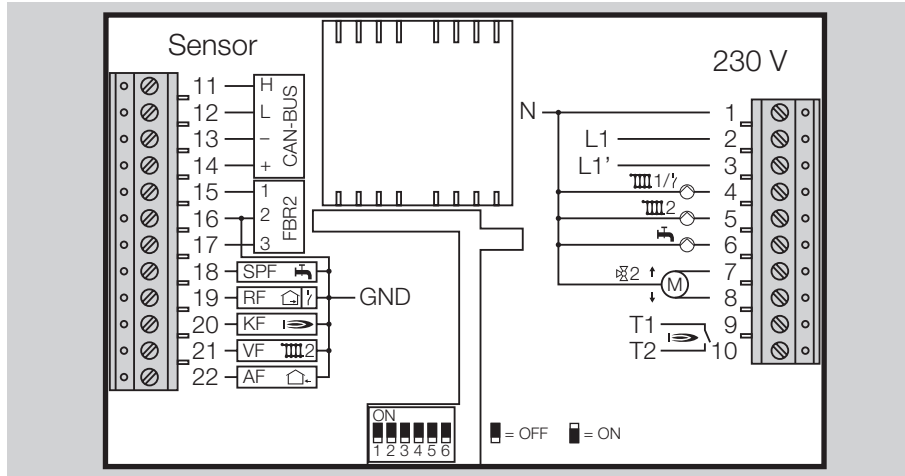 Sensor
11 H
12 L
13 –
14 +
CAN-BUS
15 1
16 2
17 3
FBR2
18 SPF
19 RF
20 KF
21 VF 2
22 AF
GND
230 V
N 1
L1 2
L1’ 3
1/ 4
2 5
6
2 7
M
8
T1 9
T2 10
ON
1 2 3 4 5 6
= OFF = ON